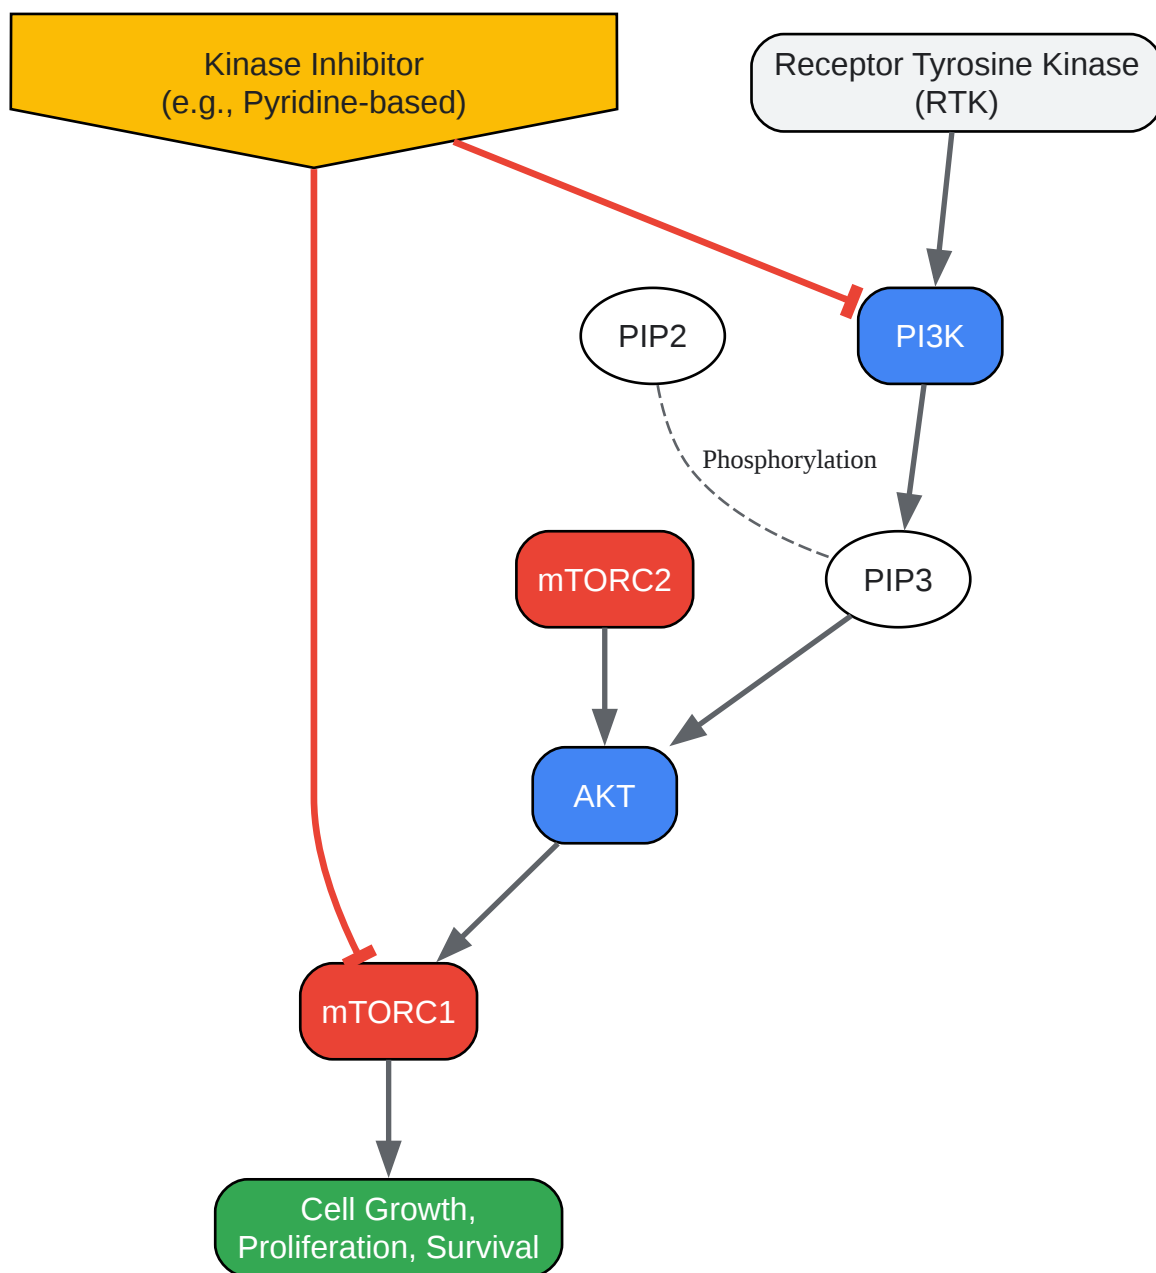 Kinase Inhibitor
(e.g., Pyridine-based)
Receptor Tyrosine Kinase
(RTK)
PIP2
PI3K
Phosphorylation
mTORC2
PIP3
AKT
mTORC1
Cell Growth,
Proliferation, Survival